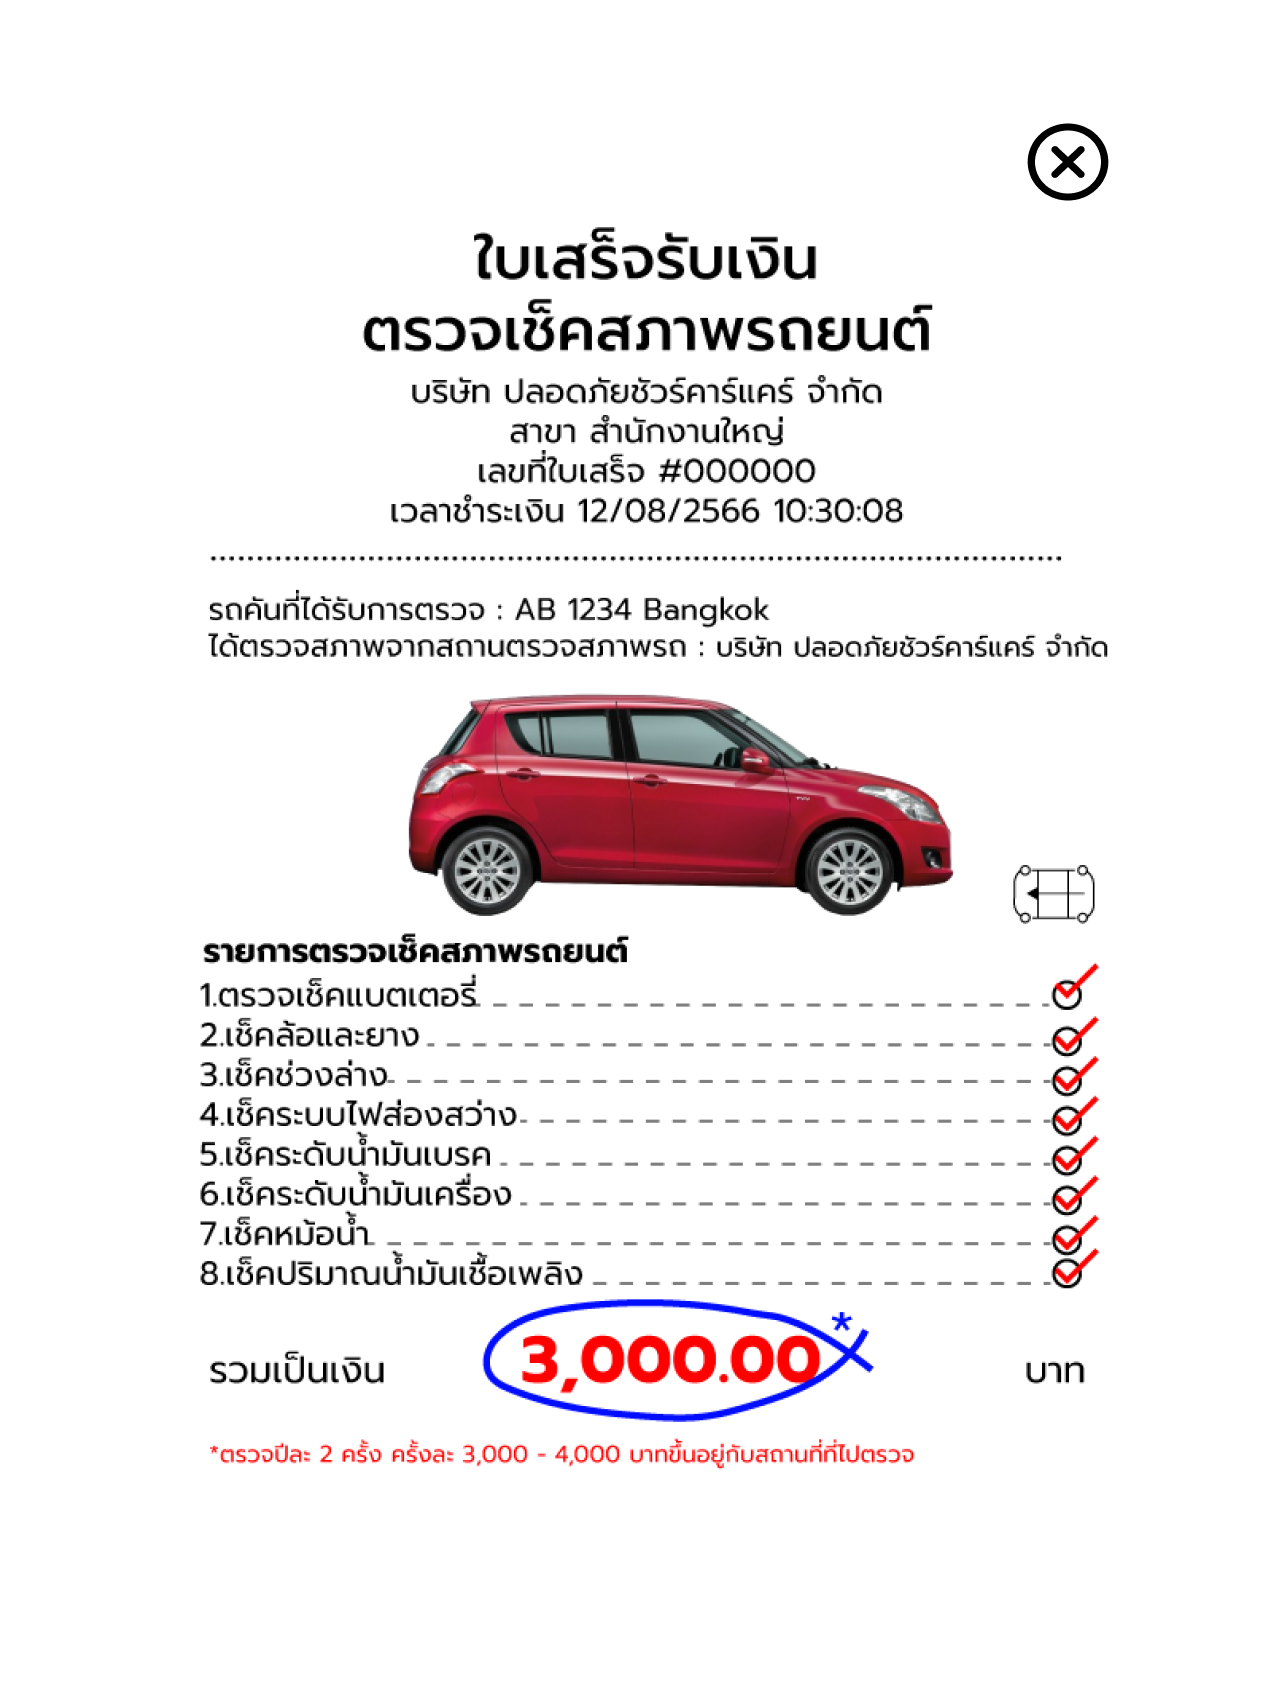 ใบเสร็จรับเงิน
ตรวจเช็คสภาพรถยนต์
บริษัท ปลอดภัยชัวร์คาร์แคร์ จำกัด
สาขา สำนักงานใหญ่
เลขที่ใบเสร็จ #000000
เวลาชำระเงิน 12/08/2566 10:30:08
รถคันที่ได้รับการตรวจ : AB 1234 Bangkok
ได้ตรวจสภาพจากสถานตรวจสภาพรถ : บริษัท ปลอดภัยชัวร์คาร์แคร์ จำกัด
รายการตรวจเช็คสภาพรถยนต์
1.ตรวจเช็คแบตเตอรี่
2.เช็คล้อและยาง
3.เช็คช่วงล่าง
4.เช็คระบบไฟส่องสว่าง
5.เช็คระดับน้ำมันเบรค
6.เช็คระดับน้ำมันเครื่อง
7.เช็คหม้อน้ำ
8.เช็คปริมาณน้ำมันเชื้อเพลิง
รวมเป็นเงิน 3,000.00* บาท
*ตรวจปีละ 2 ครั้ง ครั้งละ 3,000 - 4,000 บาทขึ้นอยู่กับสถานที่ที่ไปตรวจ